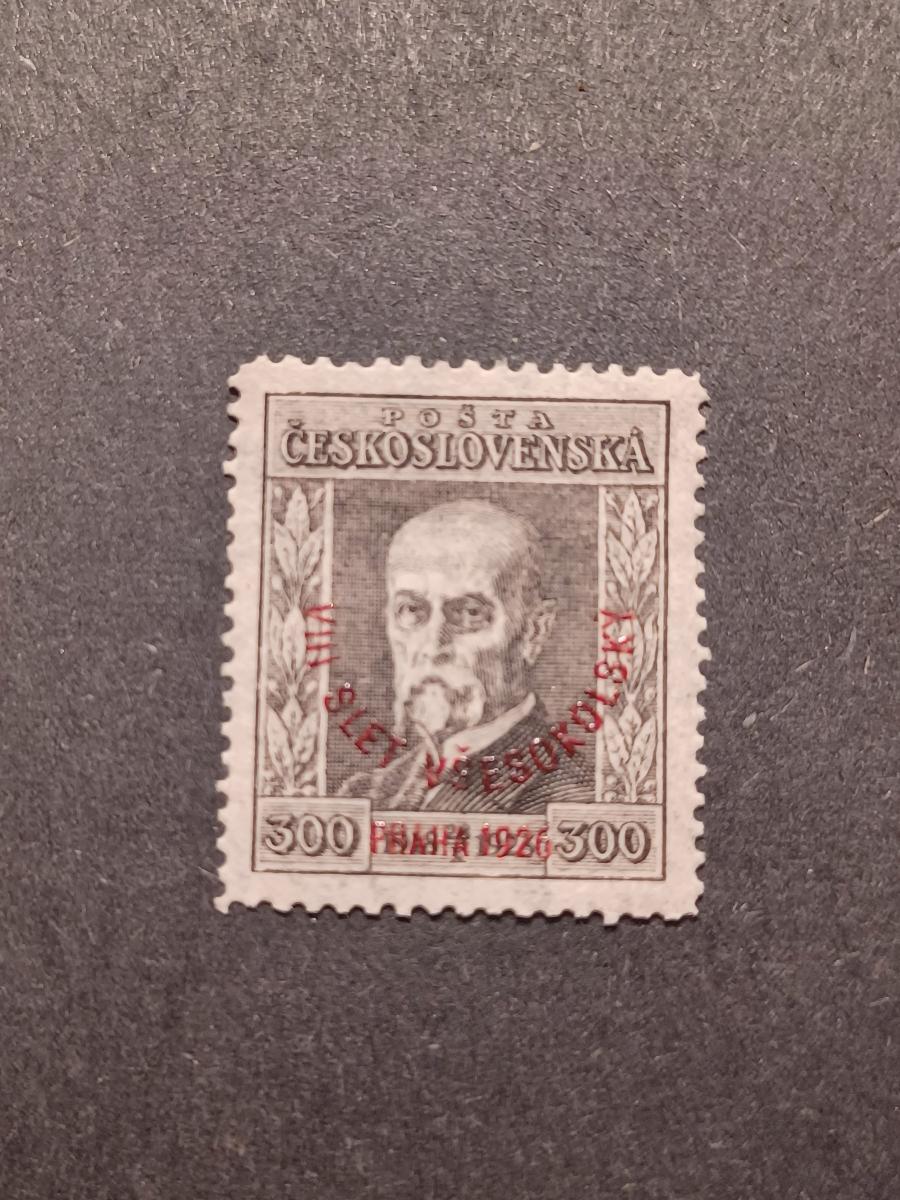 POŠTA
ČESKOSLOVENSKÁ
VIII SLET VŠESOKOLSKÝ
300 PRAHA 1926 300